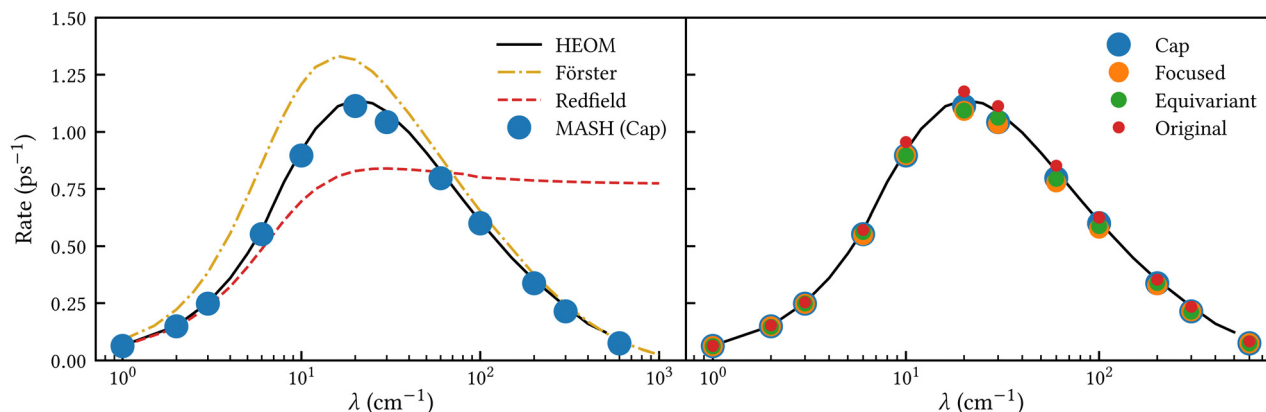 1.50
1.25
1.00
0.75
0.50
0.25
0.00
Rate (ps⁻¹)
HEOM
Förster
Redfield
MASH (Cap)
10⁰
10¹
10²
10³
λ (cm⁻¹)
Cap
Focused
Equivariant
Original
10⁰
10¹
10²
λ (cm⁻¹)